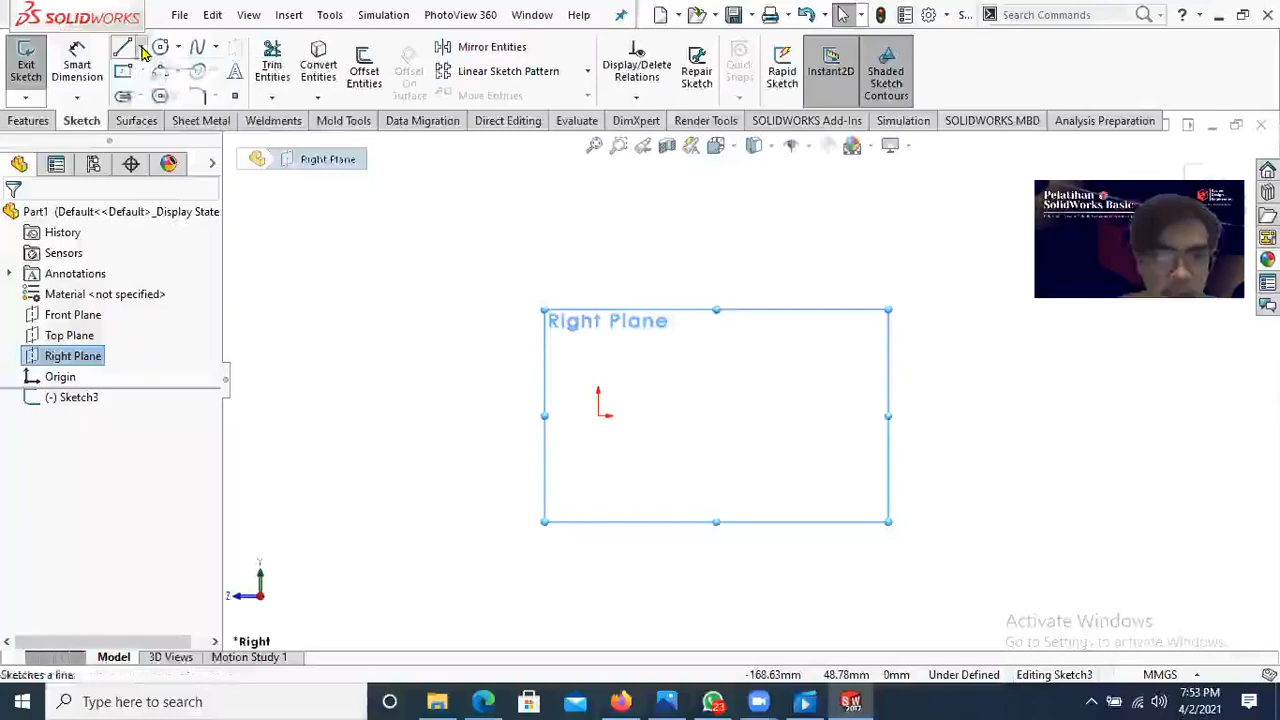 SOLIDWORKS File Edit View Insert Tools Simulation PhotoView 360 Window Help S... Search Commands
Exit Sketch
Smart Dimension
Trim Entities
Convert Entities
Offset Entities
Offset On Surface
Mirror Entities
Linear Sketch Pattern
Move Entities
Display/Delete Relations
Repair Sketch
Quick Snaps
Rapid Sketch
Instant2D
Shaded Sketch Contours
Features Sketch Surfaces Sheet Metal Weldments Mold Tools Data Migration Direct Editing Evaluate DimXpert Render Tools SOLIDWORKS Add-Ins Simulation SOLIDWORKS MBD Analysis Preparation
Right Plane
Part1 (Default<<Default>_Display State
History
Sensors
Annotations
Material <not specified>
Front Plane
Top Plane
Right Plane
Origin
(-) Sketch3
Right Plane
Pelatihan
SolidWorks Basic
Y
Z
*Right
Activate Windows
Go to Settings to activate Windows.
Model 3D Views Motion Study 1
Sketches a line. -168.63mm 48.78mm 0mm Under Defined Editing Sketch3 MMGS
Type here to search
23
SW
2017
7:53 PM
4/2/2021